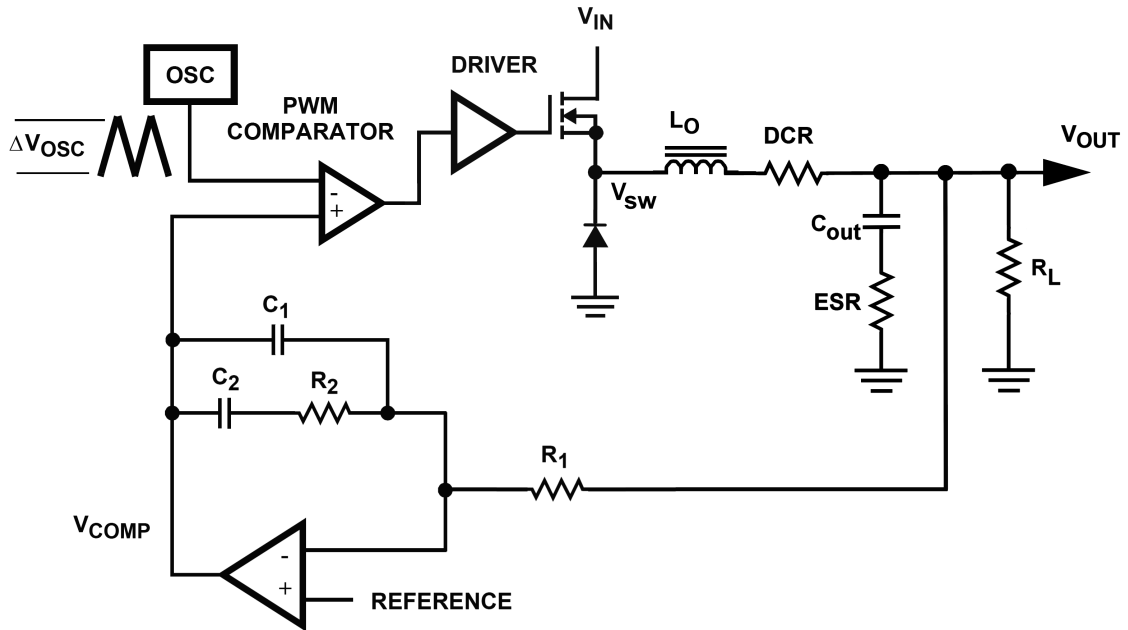 V_IN
OSC
DRIVER
PWM
COMPARATOR
ΔV_OSC
L_O
DCR
V_OUT
-
+
V_sw
C_out
ESR
R_L
C_1
C_2
R_2
R_1
V_COMP
-
+
REFERENCE